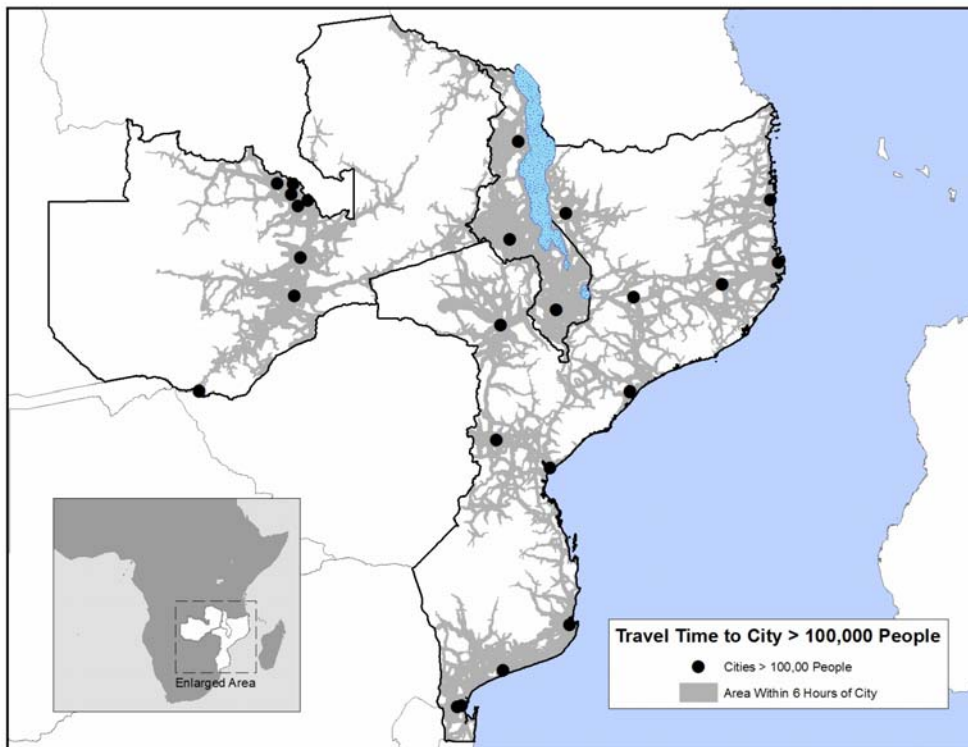 Enlarged Area
Travel Time to City > 100,000 People
Cities > 100,00 People
Area Within 6 Hours of City